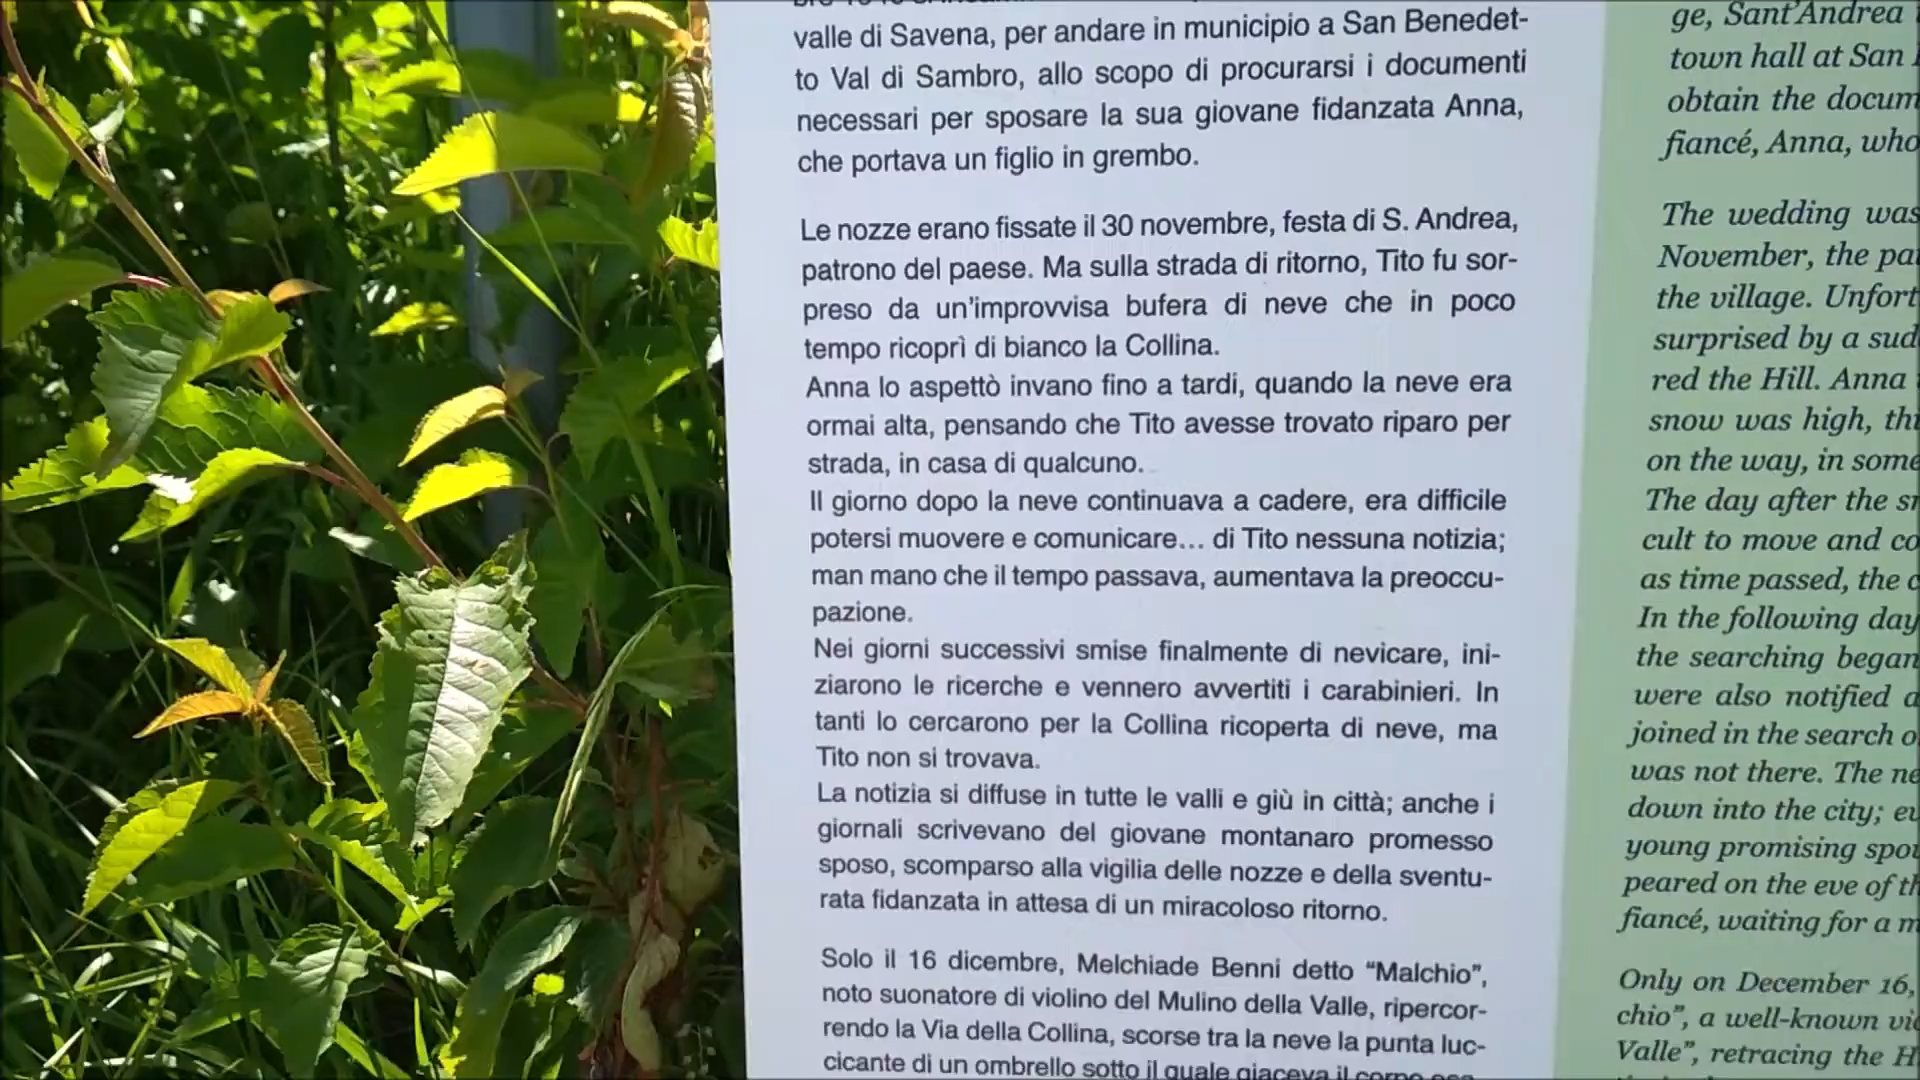 valle di Savena, per andare in municipio a San Benedet-
to Val di Sambro, allo scopo di procurarsi i documenti
necessari per sposare la sua giovane fidanzata Anna,
che portava un figlio in grembo.
Le nozze erano fissate il 30 novembre, festa di S. Andrea,
patrono del paese. Ma sulla strada di ritorno, Tito fu sor-
preso da un'improvvisa bufera di neve che in poco
tempo ricoprì di bianco la Collina.
Anna lo aspettò invano fino a tardi, quando la neve era
ormai alta, pensando che Tito avesse trovato riparo per
strada, in casa di qualcuno.
Il giorno dopo la neve continuava a cadere, era difficile
potersi muovere e comunicare... di Tito nessuna notizia;
man mano che il tempo passava, aumentava la preoccu-
pazione.
Nei giorni successivi smise finalmente di nevicare, ini-
ziarono le ricerche e vennero avvertiti i carabinieri. In
tanti lo cercarono per la Collina ricoperta di neve, ma
Tito non si trovava.
La notizia si diffuse in tutte le valli e giù in città; anche i
giornali scrivevano del giovane montanaro promesso
sposo, scomparso alla vigilia delle nozze e della sventu-
rata fidanzata in attesa di un miracoloso ritorno.
Solo il 16 dicembre, Melchiade Benni detto “Malchio”,
noto suonatore di violino del Mulino della Valle, ripercor-
rendo la Via della Collina, scorse tra la neve la punta luc-
cicante di un ombrello sotto il quale giaceva il corpo
ge, Sant'Andrea
town hall at San
obtain the docum
fiancé, Anna, who
The wedding was
November, the pa
the village. Unfort
surprised by a sud
red the Hill. Anna
snow was high, thi
on the way, in some
The day after the
cult to move and co
as time passed, the
In the following day
the searching began
were also notified
joined in the search
was not there. The ne
down into the city;
young promising spou
peared on the eve of
fiancé, waiting for a m
Only on December 16,
chio”, a well-known
Valle”, retracing the H